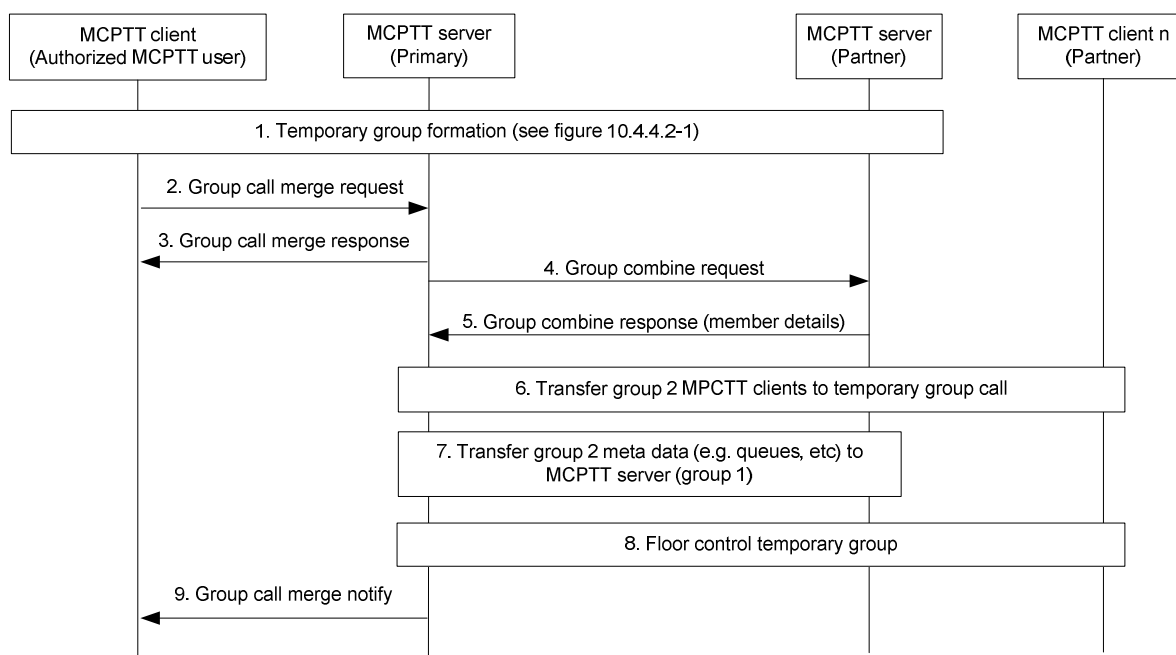 MCPTT client
(Authorized MCPTT user)
MCPTT server
(Primary)
MCPTT server
(Partner)
MCPTT client n
(Partner)
1. Temporary group formation (see figure 10.4.4.2-1)
2. Group call merge request
3. Group call merge response
4. Group combine request
5. Group combine response (member details)
6. Transfer group 2 MPCTT clients to temporary group call
7. Transfer group 2 meta data (e.g. queues, etc) to
MCPTT server (group 1)
8. Floor control temporary group
9. Group call merge notify